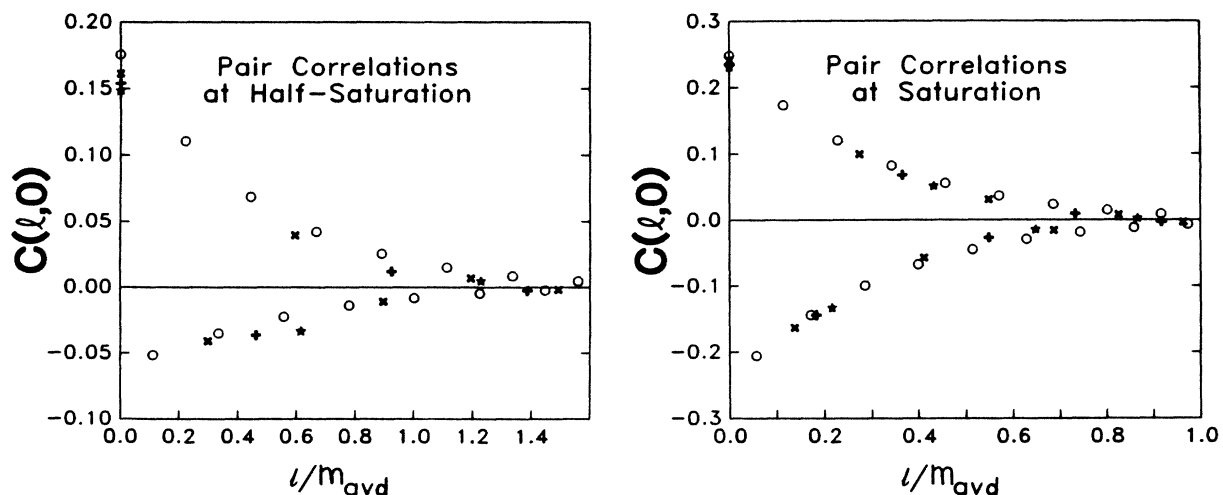 0.20
0.15
0.10
0.05
0.00
−0.05
−0.10
C(ℓ,0)
Pair Correlations
at Half−Saturation
0.0 0.2 0.4 0.6 0.8 1.0 1.2 1.4
ℓ/m_avd
0.3
0.2
0.1
0.0
−0.1
−0.2
−0.3
C(ℓ,0)
Pair Correlations
at Saturation
0.0 0.2 0.4 0.6 0.8 1.0
ℓ/m_avd